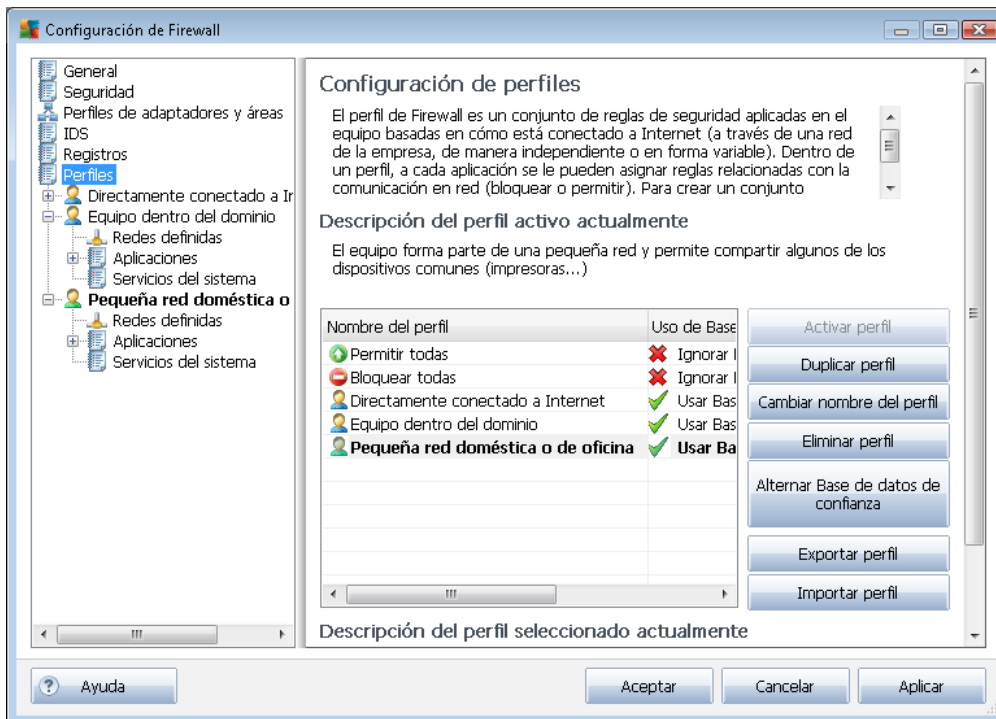 Configuración de Firewall
General
Seguridad
Perfiles de adaptadores y áreas
IDS
Registros
Perfiles
Directamente conectado a Ir
Equipo dentro del dominio
Redes definidas
Aplicaciones
Servicios del sistema
Pequeña red doméstica o
Redes definidas
Aplicaciones
Servicios del sistema
Configuración de perfiles
El perfil de Firewall es un conjunto de reglas de seguridad aplicadas en el
equipo basadas en cómo está conectado a Internet (a través de una red
de la empresa, de manera independiente o en forma variable). Dentro de
un perfil, a cada aplicación se le pueden asignar reglas relacionadas con la
comunicación en red (bloquear o permitir). Para crear un conjunto
Descripción del perfil activo actualmente
El equipo forma parte de una pequeña red y permite compartir algunos de los
dispositivos comunes (impresoras...)
Nombre del perfil Uso de Base
Permitir todas Ignorar l
Bloquear todas Ignorar l
Directamente conectado a Internet Usar Bas
Equipo dentro del dominio Usar Bas
Pequeña red doméstica o de oficina Usar Ba
Activar perfil
Duplicar perfil
Cambiar nombre del perfil
Eliminar perfil
Alternar Base de datos de
confianza
Exportar perfil
Importar perfil
Descripción del perfil seleccionado actualmente
Ayuda
Aceptar
Cancelar
Aplicar